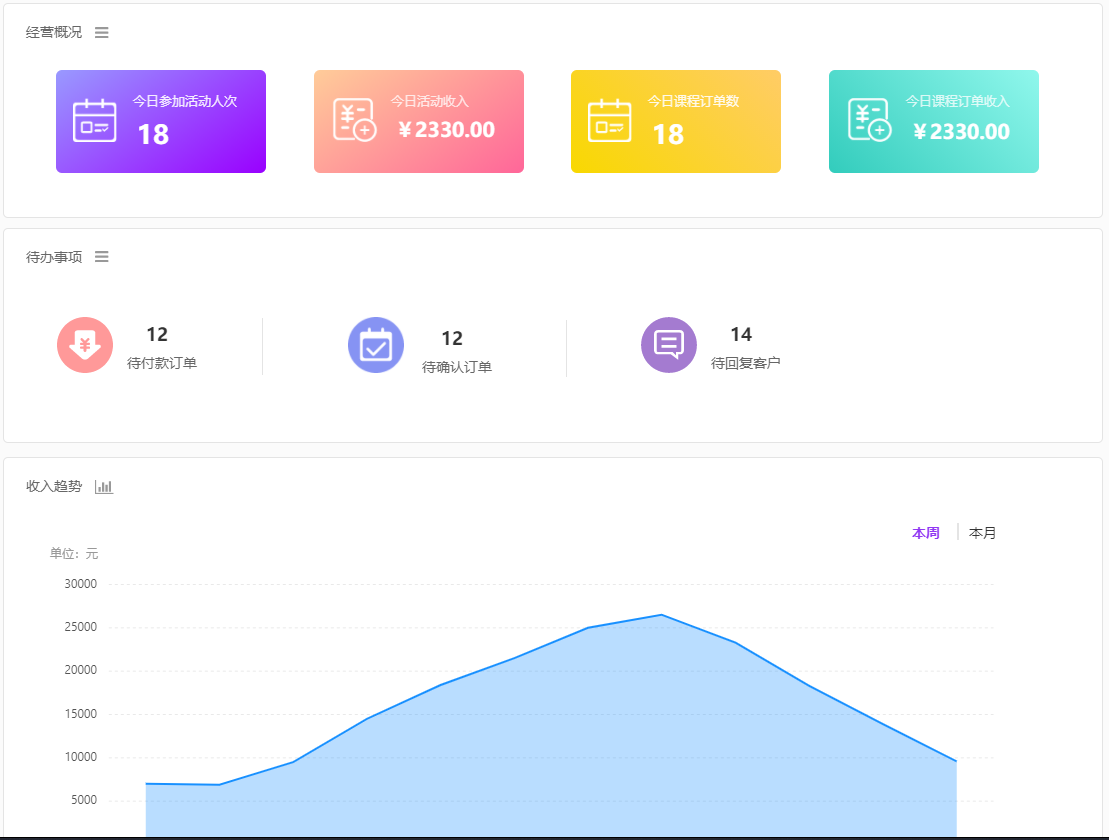 经营概况
今日参加活动人次
18
今日活动收入
¥2330.00
今日课程订单数
18
今日课程订单收入
¥2330.00
待办事项
12
待付款订单
12
待确认订单
14
待回复客户
收入趋势
本周 本月
单位：元
30000
25000
20000
15000
10000
5000